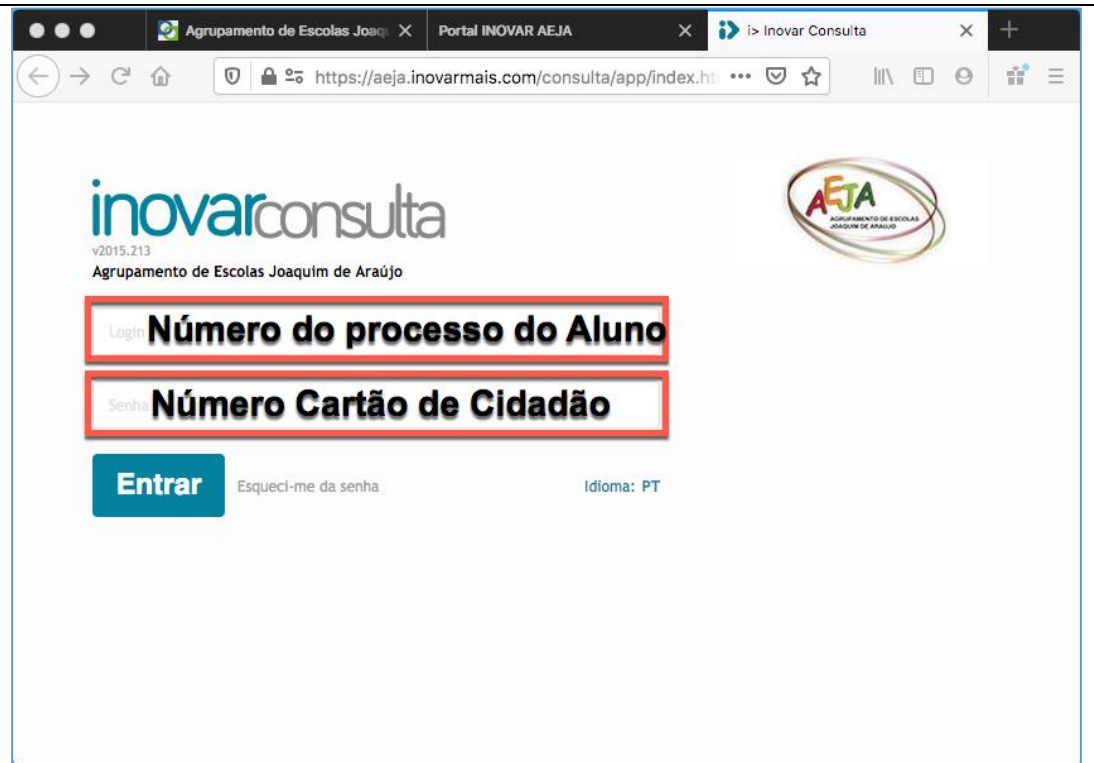 Agrupamento de Escolas Joaq
Portal INOVAR AEJA
i> Inovar Consulta
https://aeja.inovarmais.com/consulta/app/index.ht
inovarconsulta
v2015.213
Agrupamento de Escolas Joaquim de Araújo
AEJA
AGRUPAMENTO DE ESCOLAS
JOAQUIM DE ARAUJO
Login Número do processo do Aluno
Senha Número Cartão de Cidadão
Entrar
Esqueci-me da senha
Idioma: PT